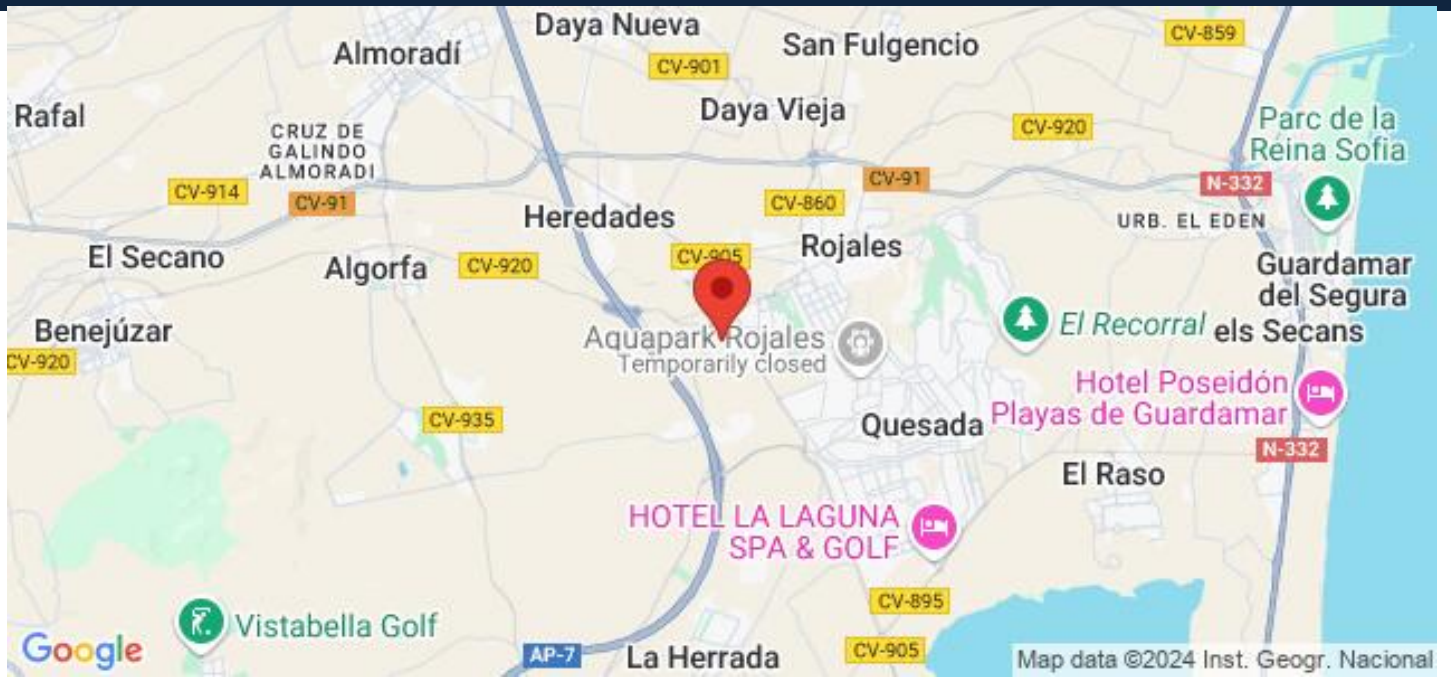 Daya Nueva
CV-859
Almoradí
San Fulgencio
CV-901
Rafal
Daya Vieja
Parc de la
Réina Sofia
CRUZ DE
GALINDO
ALMORADI
CV-920
CV-914
CV-91
CV-91
N-332
CV-860
Heredades
URB. EL EDEN
El Secano
Algorfa
CV-920
CV-905
Rojales
Guardamar
del Segura
Benejúzar
CV-920
Aquapark Rojales
Temporarily closed
El Recorral
els Secans
Hotel Poseidón
Playas de Guardamar
CV-935
Quesada
N-332
El Raso
HOTEL LA LAGUNA
SPA & GOLF
CV-895
Vistabella Golf
Google
AP-7
La Herrada
CV-905
Map data ©2024 Inst. Geogr. Nacional